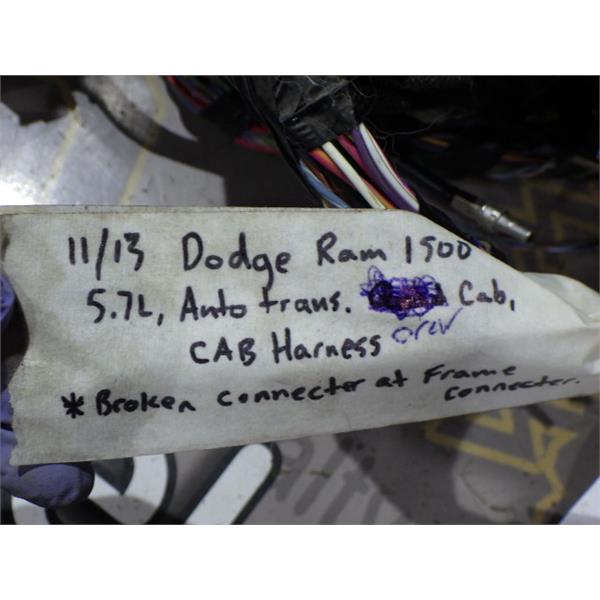 11/13 Dodge Ram 1500
5.7L, Auto trans. Cab,
crew
CAB Harness
* Broken connecter at Frame
connecter.